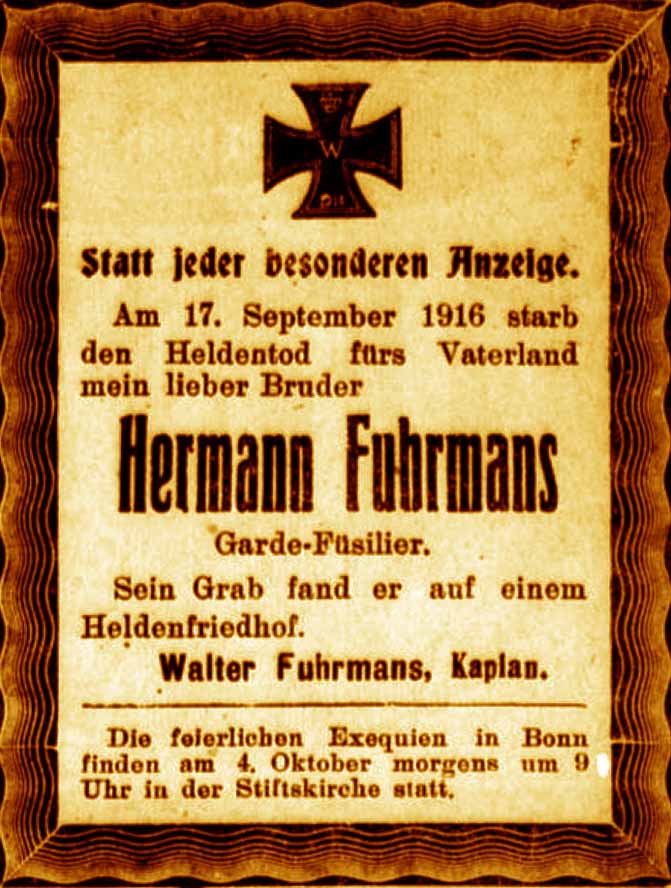 W
Statt jeder besonderen Anzeige.
Am 17. September 1916 starb
den Heldentod fürs Vaterland
mein lieber Bruder
Hermann Fuhrmans
Garde-Füsilier.
Sein Grab fand er auf einem
Heldenfriedhof.
Walter Fuhrmans, Kaplan.
Die feierlichen Exequien in Bonn
finden am 4. Oktober morgens um 9
Uhr in der Stiftskirche statt.